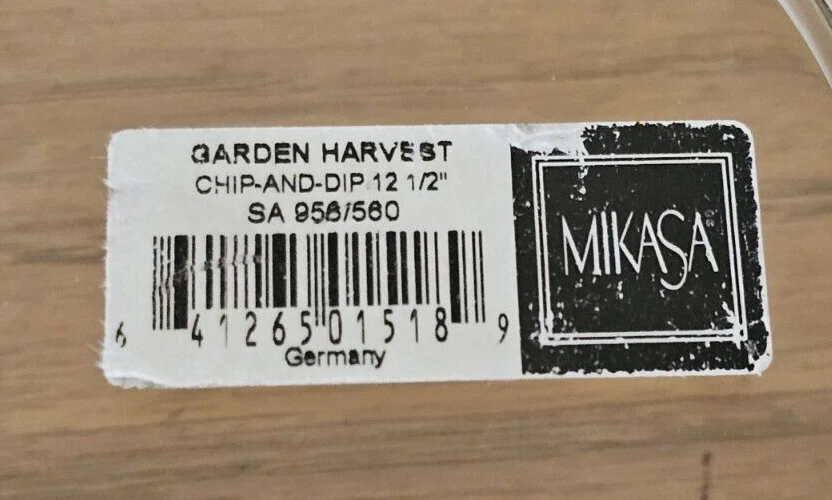 GARDEN HARVEST
CHIP-AND-DIP 12 1/2"
SA 956/560
6 41265 01518 9
Germany
MIKASA